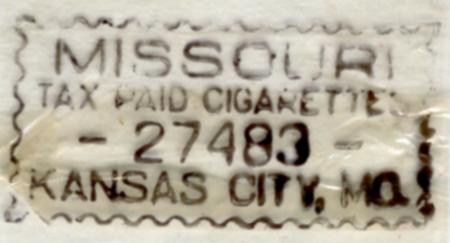 MISSOURI
TAX PAID CIGARETTES
- 27483 -
KANSAS CITY, MO.